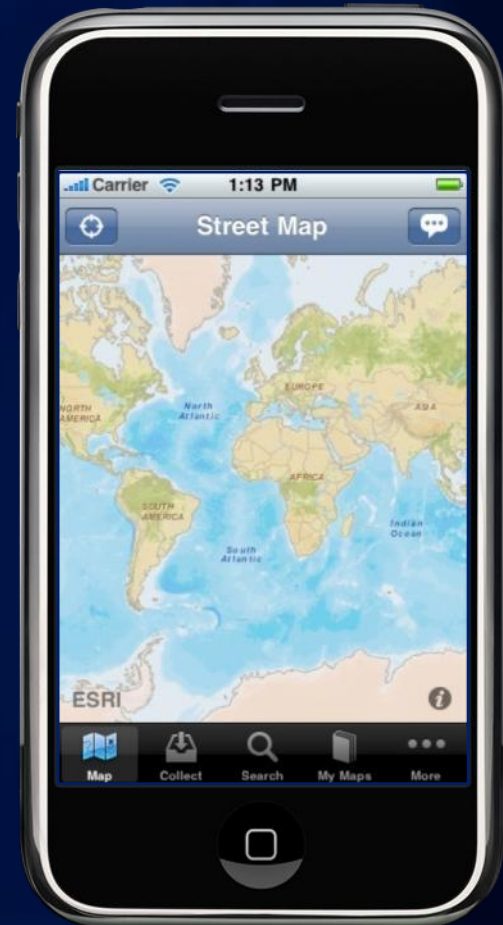 Carrier 1:13 PM
Street Map
EUROPE
NORTH
AMERICA
North
Atlantic
ASIA
AFRICA
SOUTH
AMERICA
Indian
Ocean
South
Atlantic
ESRI
Map Collect Search My Maps More